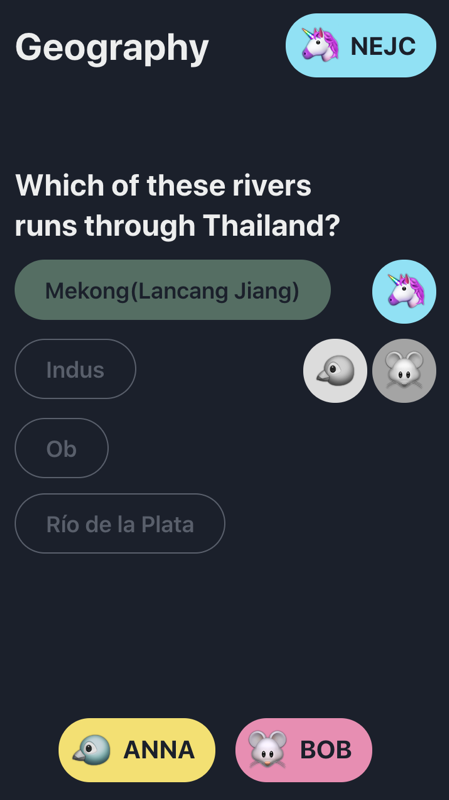 Geography
NEJC
Which of these rivers
runs through Thailand?
Mekong(Lancang Jiang)
Indus
Ob
Río de la Plata
ANNA
BOB